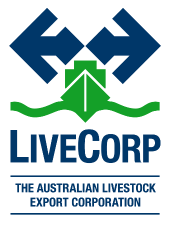 LIVECORP
THE AUSTRALIAN LIVESTOCK
EXPORT CORPORATION